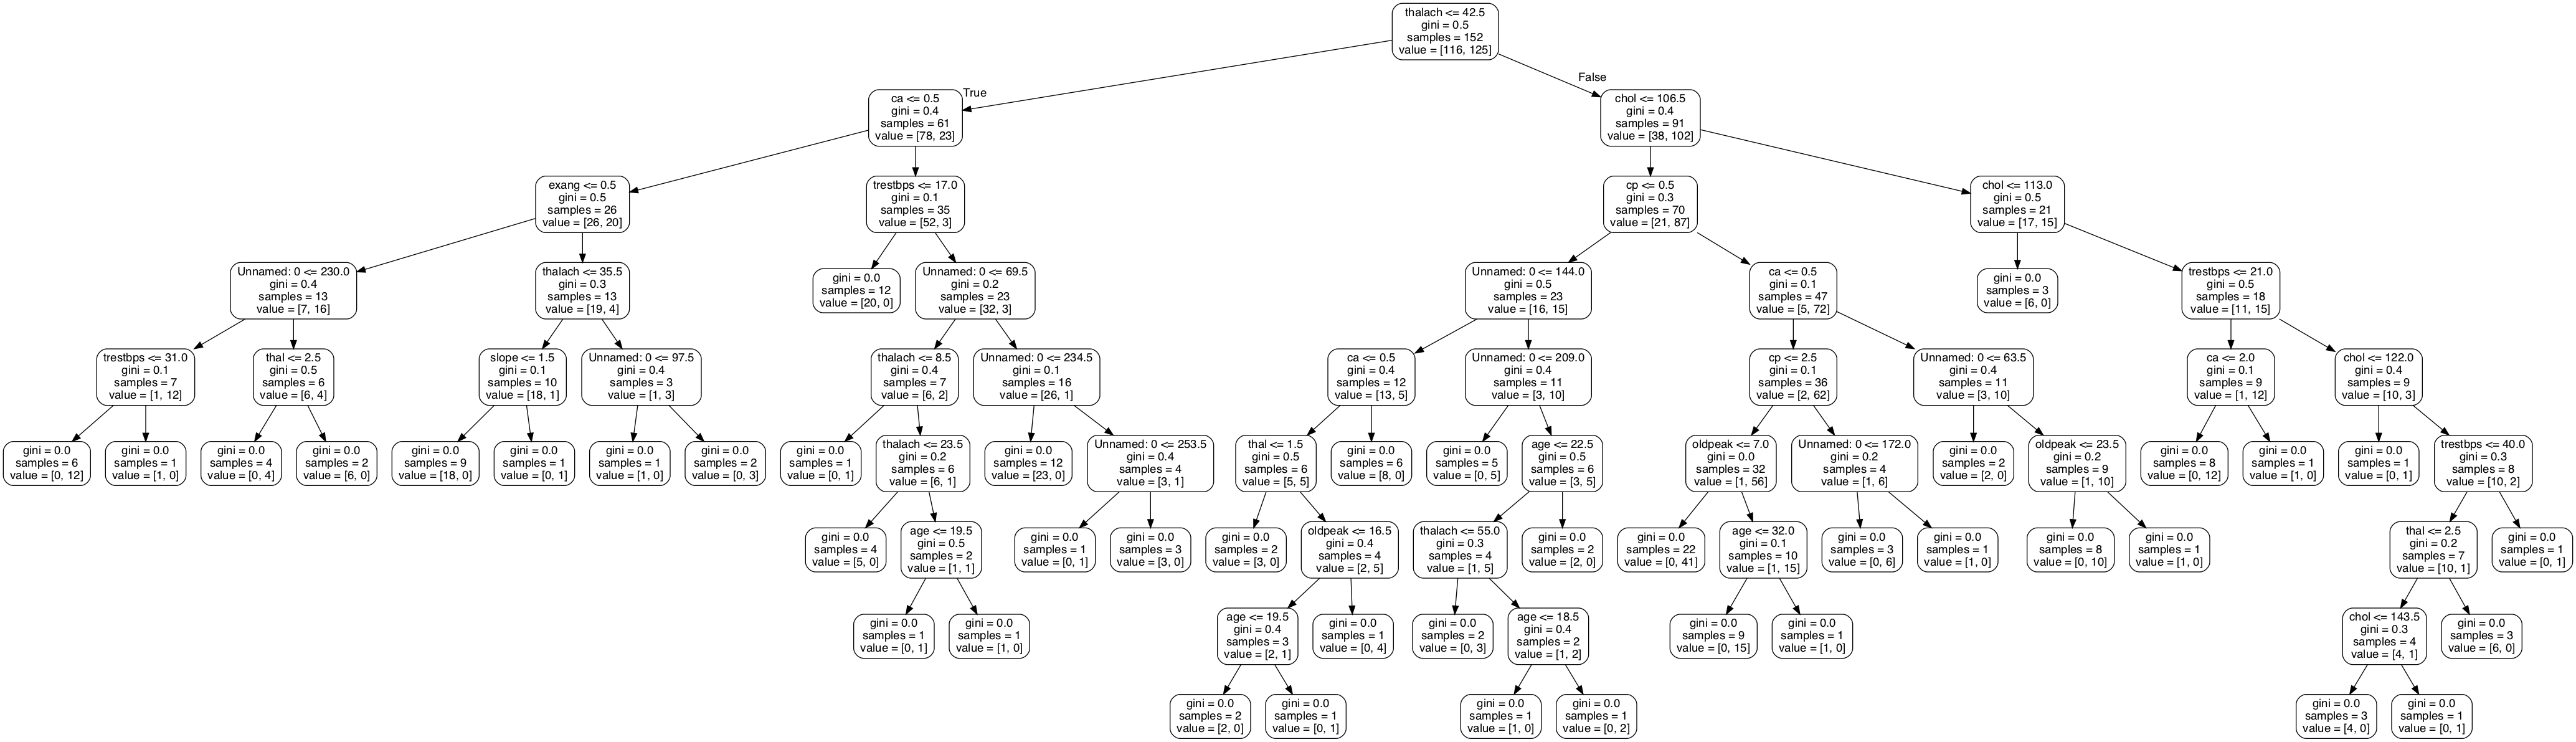 thalach <= 42.5
gini = 0.5
samples = 152
value = [116, 125]
True
False
ca <= 0.5
gini = 0.4
samples = 61
value = [78, 23]
chol <= 106.5
gini = 0.4
samples = 91
value = [38, 102]
exang <= 0.5
gini = 0.5
samples = 26
value = [26, 20]
trestbps <= 17.0
gini = 0.1
samples = 35
value = [52, 3]
cp <= 0.5
gini = 0.3
samples = 70
value = [21, 87]
chol <= 113.0
gini = 0.5
samples = 21
value = [17, 15]
Unnamed: 0 <= 230.0
gini = 0.4
samples = 13
value = [7, 16]
thalach <= 35.5
gini = 0.3
samples = 13
value = [19, 4]
gini = 0.0
samples = 12
value = [20, 0]
Unnamed: 0 <= 69.5
gini = 0.2
samples = 23
value = [32, 3]
Unnamed: 0 <= 144.0
gini = 0.5
samples = 23
value = [16, 15]
ca <= 0.5
gini = 0.1
samples = 47
value = [5, 72]
gini = 0.0
samples = 3
value = [6, 0]
trestbps <= 21.0
gini = 0.5
samples = 18
value = [11, 15]
trestbps <= 31.0
gini = 0.1
samples = 7
value = [1, 12]
thal <= 2.5
gini = 0.5
samples = 6
value = [6, 4]
slope <= 1.5
gini = 0.1
samples = 10
value = [18, 1]
Unnamed: 0 <= 97.5
gini = 0.4
samples = 3
value = [1, 3]
thalach <= 8.5
gini = 0.4
samples = 7
value = [6, 2]
Unnamed: 0 <= 234.5
gini = 0.1
samples = 16
value = [26, 1]
ca <= 0.5
gini = 0.4
samples = 12
value = [13, 5]
Unnamed: 0 <= 209.0
gini = 0.4
samples = 11
value = [3, 10]
cp <= 2.5
gini = 0.1
samples = 36
value = [2, 62]
Unnamed: 0 <= 63.5
gini = 0.4
samples = 11
value = [3, 10]
ca <= 2.0
gini = 0.1
samples = 9
value = [1, 12]
chol <= 122.0
gini = 0.4
samples = 9
value = [10, 3]
gini = 0.0
samples = 6
value = [0, 12]
gini = 0.0
samples = 1
value = [1, 0]
gini = 0.0
samples = 4
value = [0, 4]
gini = 0.0
samples = 2
value = [6, 0]
gini = 0.0
samples = 9
value = [18, 0]
gini = 0.0
samples = 1
value = [0, 1]
gini = 0.0
samples = 1
value = [1, 0]
gini = 0.0
samples = 2
value = [0, 3]
gini = 0.0
samples = 1
value = [0, 1]
thalach <= 23.5
gini = 0.2
samples = 6
value = [6, 1]
gini = 0.0
samples = 12
value = [23, 0]
Unnamed: 0 <= 253.5
gini = 0.4
samples = 4
value = [3, 1]
thal <= 1.5
gini = 0.5
samples = 6
value = [5, 5]
gini = 0.0
samples = 6
value = [8, 0]
gini = 0.0
samples = 5
value = [0, 5]
age <= 22.5
gini = 0.5
samples = 6
value = [3, 5]
oldpeak <= 7.0
gini = 0.0
samples = 32
value = [1, 56]
Unnamed: 0 <= 172.0
gini = 0.2
samples = 4
value = [1, 6]
gini = 0.0
samples = 2
value = [2, 0]
oldpeak <= 23.5
gini = 0.2
samples = 9
value = [1, 10]
gini = 0.0
samples = 8
value = [0, 12]
gini = 0.0
samples = 1
value = [1, 0]
gini = 0.0
samples = 1
value = [0, 1]
trestbps <= 40.0
gini = 0.3
samples = 8
value = [10, 2]
gini = 0.0
samples = 4
value = [5, 0]
age <= 19.5
gini = 0.5
samples = 2
value = [1, 1]
gini = 0.0
samples = 1
value = [0, 1]
gini = 0.0
samples = 3
value = [3, 0]
gini = 0.0
samples = 2
value = [3, 0]
oldpeak <= 16.5
gini = 0.4
samples = 4
value = [2, 5]
thalach <= 55.0
gini = 0.3
samples = 4
value = [1, 5]
gini = 0.0
samples = 2
value = [2, 0]
gini = 0.0
samples = 22
value = [0, 41]
age <= 32.0
gini = 0.1
samples = 10
value = [1, 15]
gini = 0.0
samples = 3
value = [0, 6]
gini = 0.0
samples = 1
value = [1, 0]
gini = 0.0
samples = 8
value = [0, 10]
gini = 0.0
samples = 1
value = [1, 0]
thal <= 2.5
gini = 0.2
samples = 7
value = [10, 1]
gini = 0.0
samples = 1
value = [0, 1]
gini = 0.0
samples = 1
value = [0, 1]
gini = 0.0
samples = 1
value = [1, 0]
age <= 19.5
gini = 0.4
samples = 3
value = [2, 1]
gini = 0.0
samples = 1
value = [0, 4]
gini = 0.0
samples = 2
value = [0, 3]
age <= 18.5
gini = 0.4
samples = 2
value = [1, 2]
gini = 0.0
samples = 9
value = [0, 15]
gini = 0.0
samples = 1
value = [1, 0]
chol <= 143.5
gini = 0.3
samples = 4
value = [4, 1]
gini = 0.0
samples = 3
value = [6, 0]
gini = 0.0
samples = 2
value = [2, 0]
gini = 0.0
samples = 1
value = [0, 1]
gini = 0.0
samples = 1
value = [1, 0]
gini = 0.0
samples = 1
value = [0, 2]
gini = 0.0
samples = 3
value = [4, 0]
gini = 0.0
samples = 1
value = [0, 1]